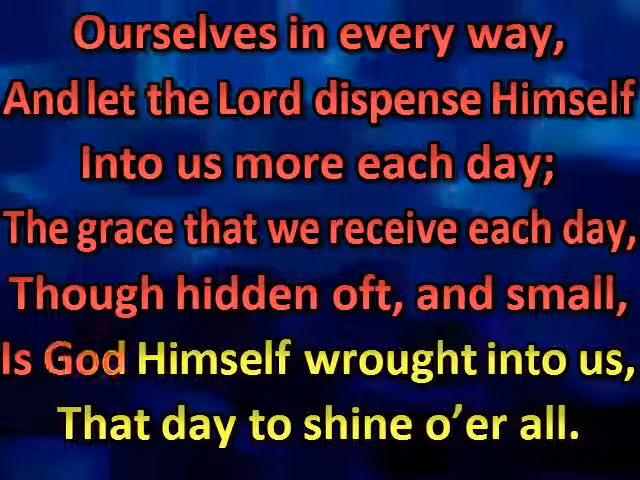 Ourselves in every way,
And let the Lord dispense Himself
Into us more each day;
The grace that we receive each day,
Though hidden oft, and small,
Is God Himself wrought into us,
That day to shine o’er all.